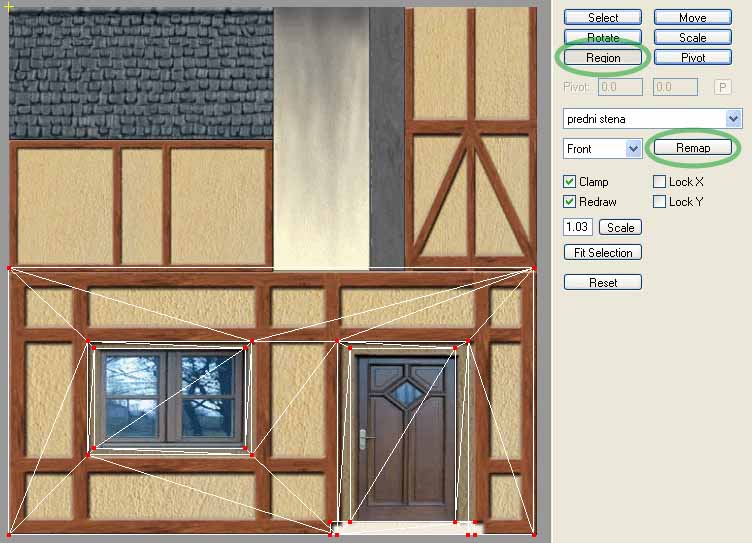 Select Move
Rotate Scale
Region Pivot
Pivot: 0.0 0.0 P
predni stena
Front Remap
Clamp Lock X
Redraw Lock Y
1.03 Scale
Fit Selection
Reset